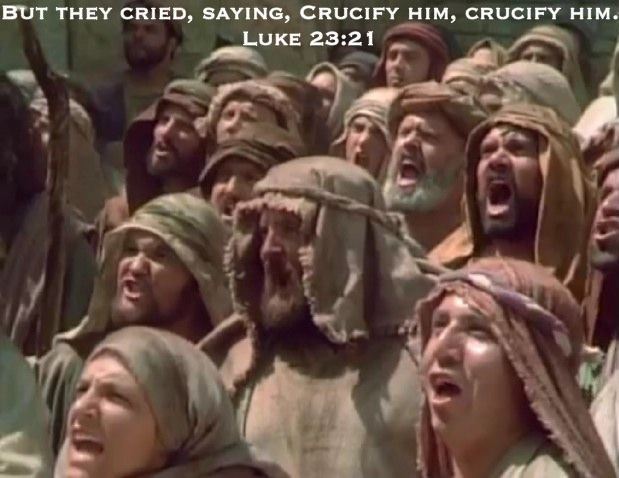 But they cried, saying, Crucify him, crucify him.
Luke 23:21